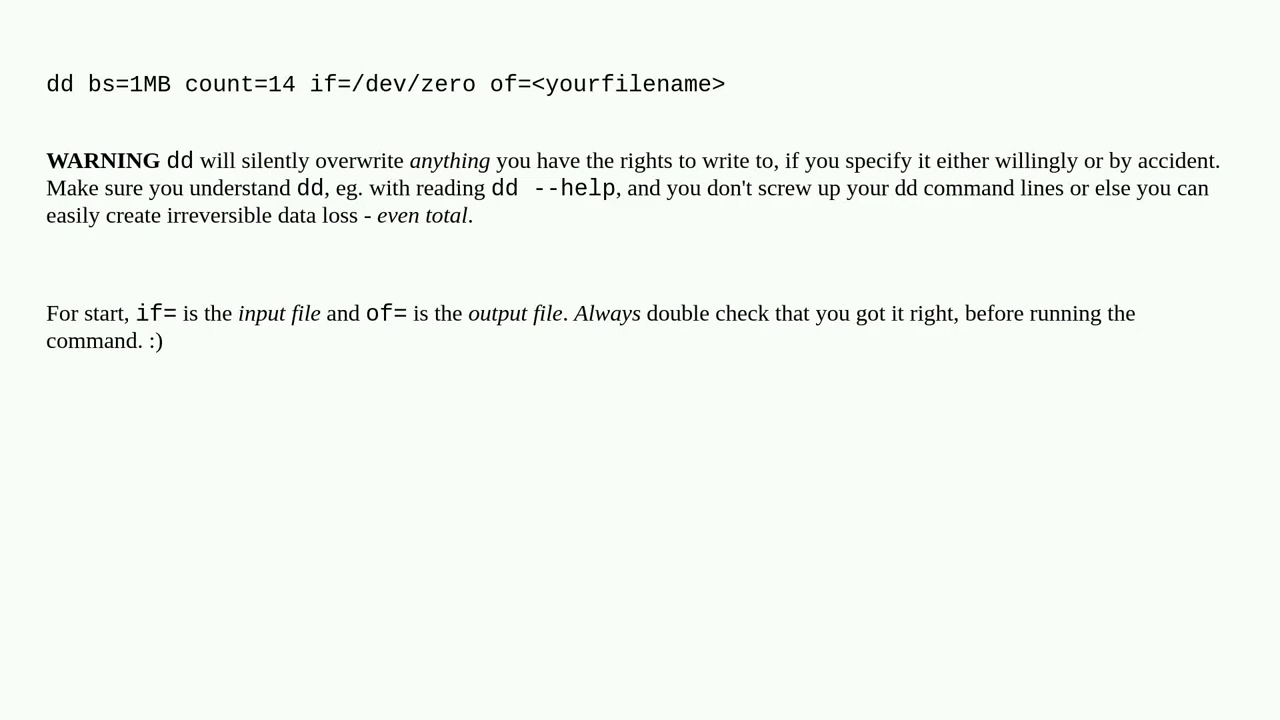 dd bs=1MB count=14 if=/dev/zero of=<yourfilename>
WARNING dd will silently overwrite anything you have the rights to write to, if you specify it either willingly or by accident.
Make sure you understand dd, eg. with reading dd --help, and you don't screw up your dd command lines or else you can
easily create irreversible data loss - even total.
For start, if= is the input file and of= is the output file. Always double check that you got it right, before running the
command. :)